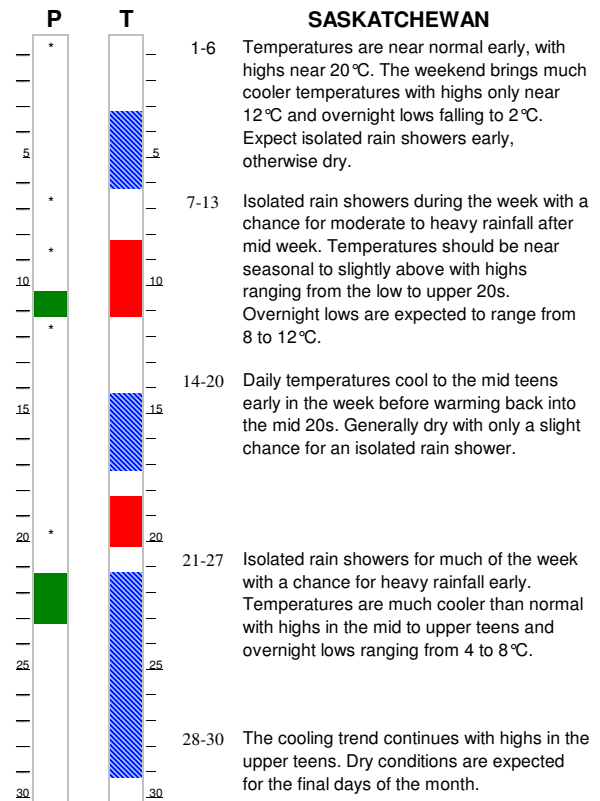 P T SASKATCHEWAN
* 1-6 Temperatures are near normal early, with
highs near 20°C. The weekend brings much
cooler temperatures with highs only near
12°C and overnight lows falling to 2°C.
Expect isolated rain showers early,
5 5 otherwise dry.
* 7-13 Isolated rain showers during the week with a
chance for moderate to heavy rainfall after
* mid week. Temperatures should be near
10 10 seasonal to slightly above with highs
ranging from the low to upper 20s.
Overnight lows are expected to range from
* 8 to 12°C.
14-20 Daily temperatures cool to the mid teens
15 15 early in the week before warming back into
the mid 20s. Generally dry with only a slight
chance for an isolated rain shower.
*
20 20
21-27 Isolated rain showers for much of the week
with a chance for heavy rainfall early.
Temperatures are much cooler than normal
with highs in the mid to upper teens and
25 25 overnight lows ranging from 4 to 8°C.
28-30 The cooling trend continues with highs in the
upper teens. Dry conditions are expected
30 30 for the final days of the month.